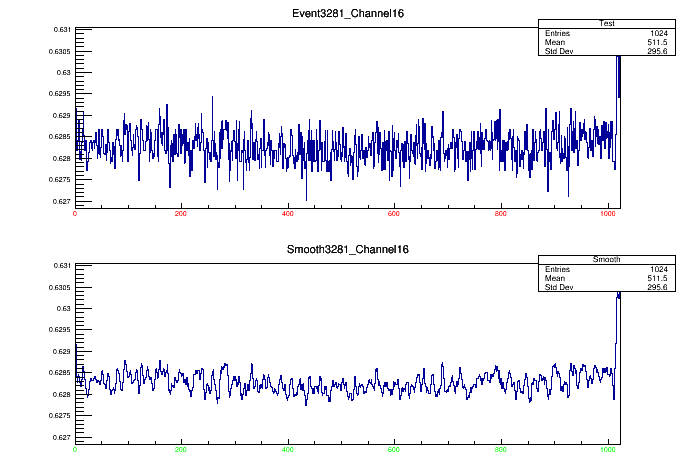 Event3281_Channel16
Test
Entries 1024
Mean 511.5
Std Dev 295.6
0.631
0.6305
0.63
0.6295
0.629
0.6285
0.628
0.6275
0.627
0 200 400 600 800 1000
Smooth3281_Channel16
Smooth
Entries 1024
Mean 511.5
Std Dev 295.6
0.631
0.6305
0.63
0.6295
0.629
0.6285
0.628
0.6275
0.627
0 200 400 600 800 1000